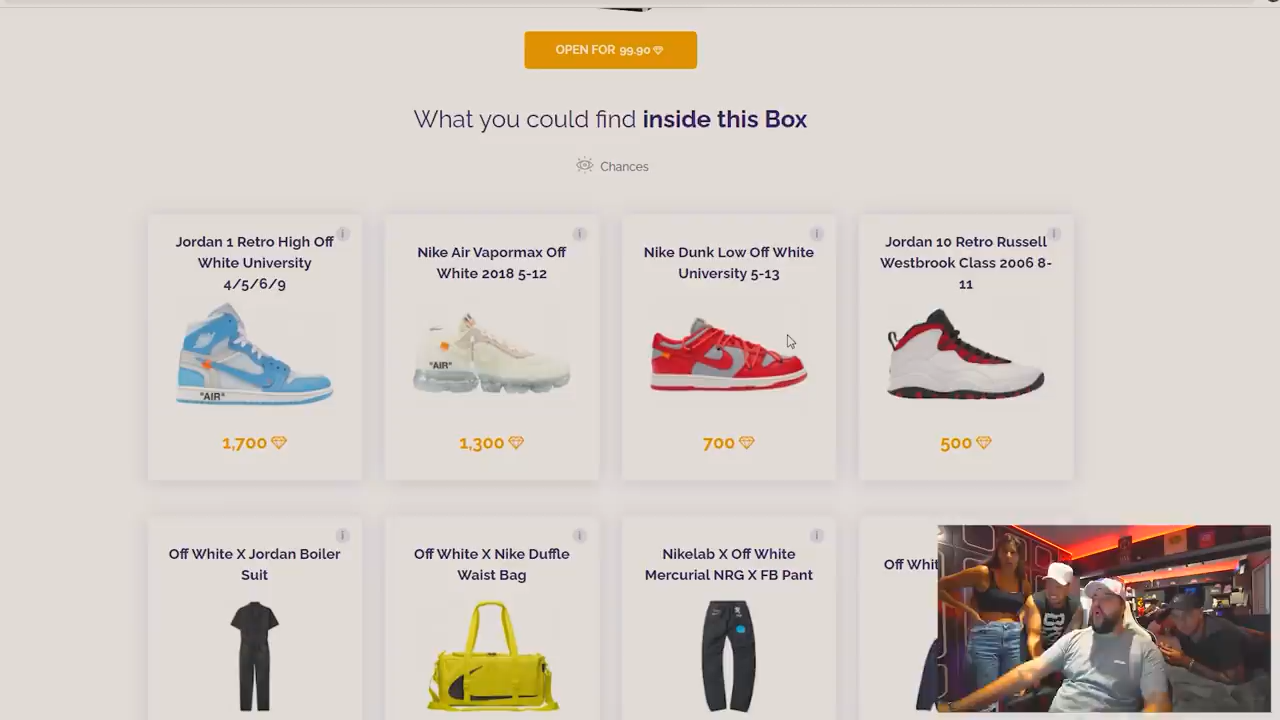 OPEN FOR 99.90
What you could find inside this Box
Chances
Jordan 1 Retro High Off
White University
4/5/6/9
"AIR"
1,700
Nike Air Vapormax Off
White 2018 5-12
"AIR"
1,300
Nike Dunk Low Off White
University 5-13
700
Jordan 10 Retro Russell
Westbrook Class 2006 8-
11
500
Off White X Jordan Boiler
Suit
Off White X Nike Duffle
Waist Bag
Nikelab X Off White
Mercurial NRG X FB Pant
Off Whit